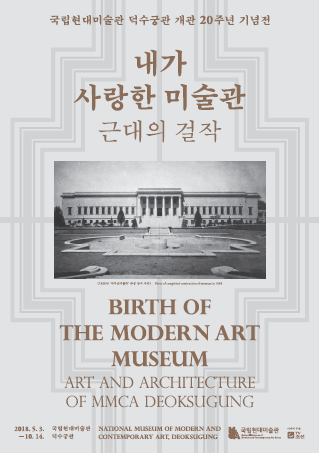 국립현대미술관 덕수궁관 개관 20주년 기념전
내가
사랑한 미술관
근대의 걸작
BIRTH OF
THE MODERN ART
MUSEUM
ART AND ARCHITECTURE
OF MMCA DEOKSUGUNG
2018. 5. 3.
—10. 14.
국립현대미술관
덕수궁관
NATIONAL MUSEUM OF MODERN AND
CONTEMPORARY ART, DEOKSUGUNG
국립현대미술관
TV
조선